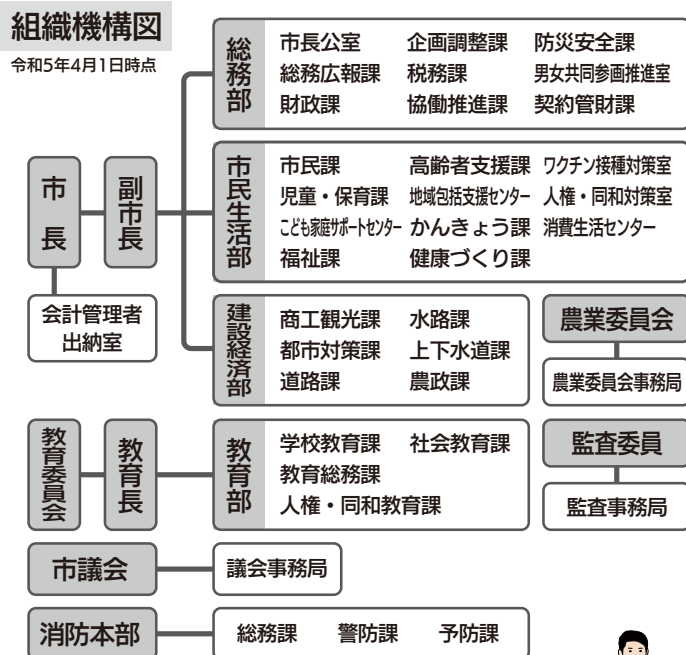 組織機構図
令和5年4月1日時点
総務部
市長公室 企画調整課 防災安全課
総務広報課 税務課 男女共同参画推進室
財政課 協働推進課 契約管財課
市長
副市長
市民生活部
市民課 高齢者支援課 ワクチン接種対策室
児童・保育課 地域包括支援センター 人権・同和対策室
こども家庭サポートセンター かんきょう課 消費生活センター
福祉課 健康づくり課
会計管理者
出納室
建設経済部
商工観光課 水路課
都市対策課 上下水道課
道路課 農政課
農業委員会
農業委員会事務局
教育委員会
教育長
教育部
学校教育課 社会教育課
教育総務課
人権・同和教育課
監査委員
監査事務局
市議会
議会事務局
消防本部
総務課 警防課 予防課